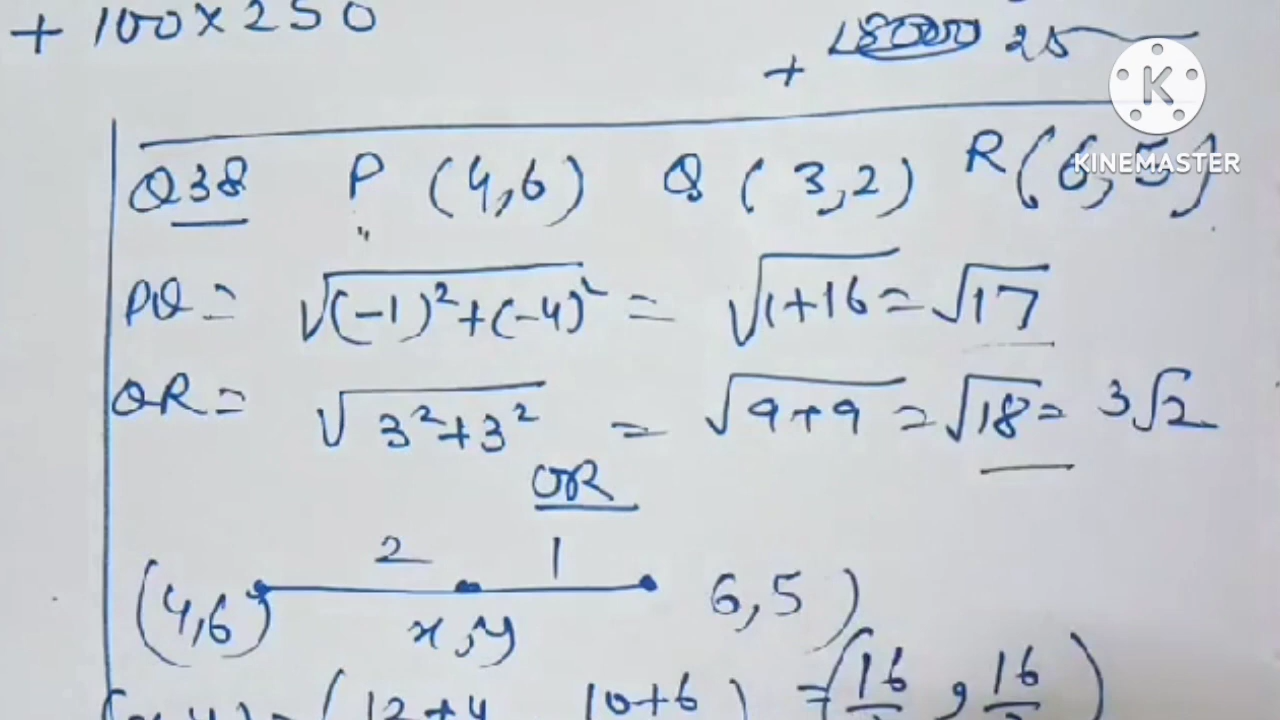 + 100×250
+ 25
K
KINEMASTER
Q38 P (4,6) Q (3,2) R (6,5)
PQ = √(-1)²+(-4)² = √1+16 = √17
QR = √3²+3² = √9+9 = √18 = 3√2
OR
2 1
(4,6) 6,5)
x,y
12+4 10+6 ) = (16 , 16 )